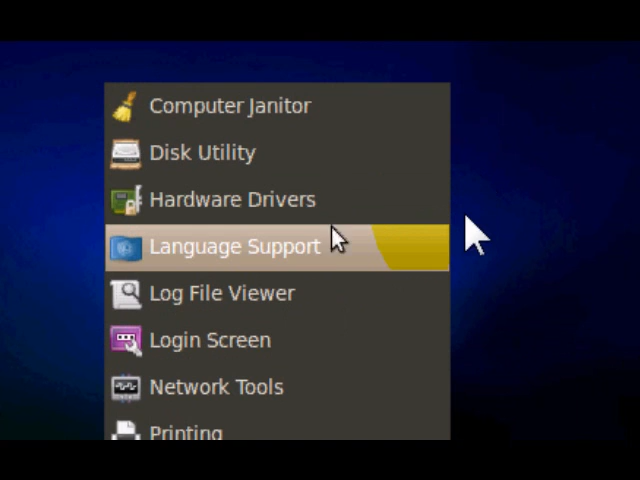 Computer Janitor
Disk Utility
Hardware Drivers
Language Support
Log File Viewer
Login Screen
Network Tools
Printing